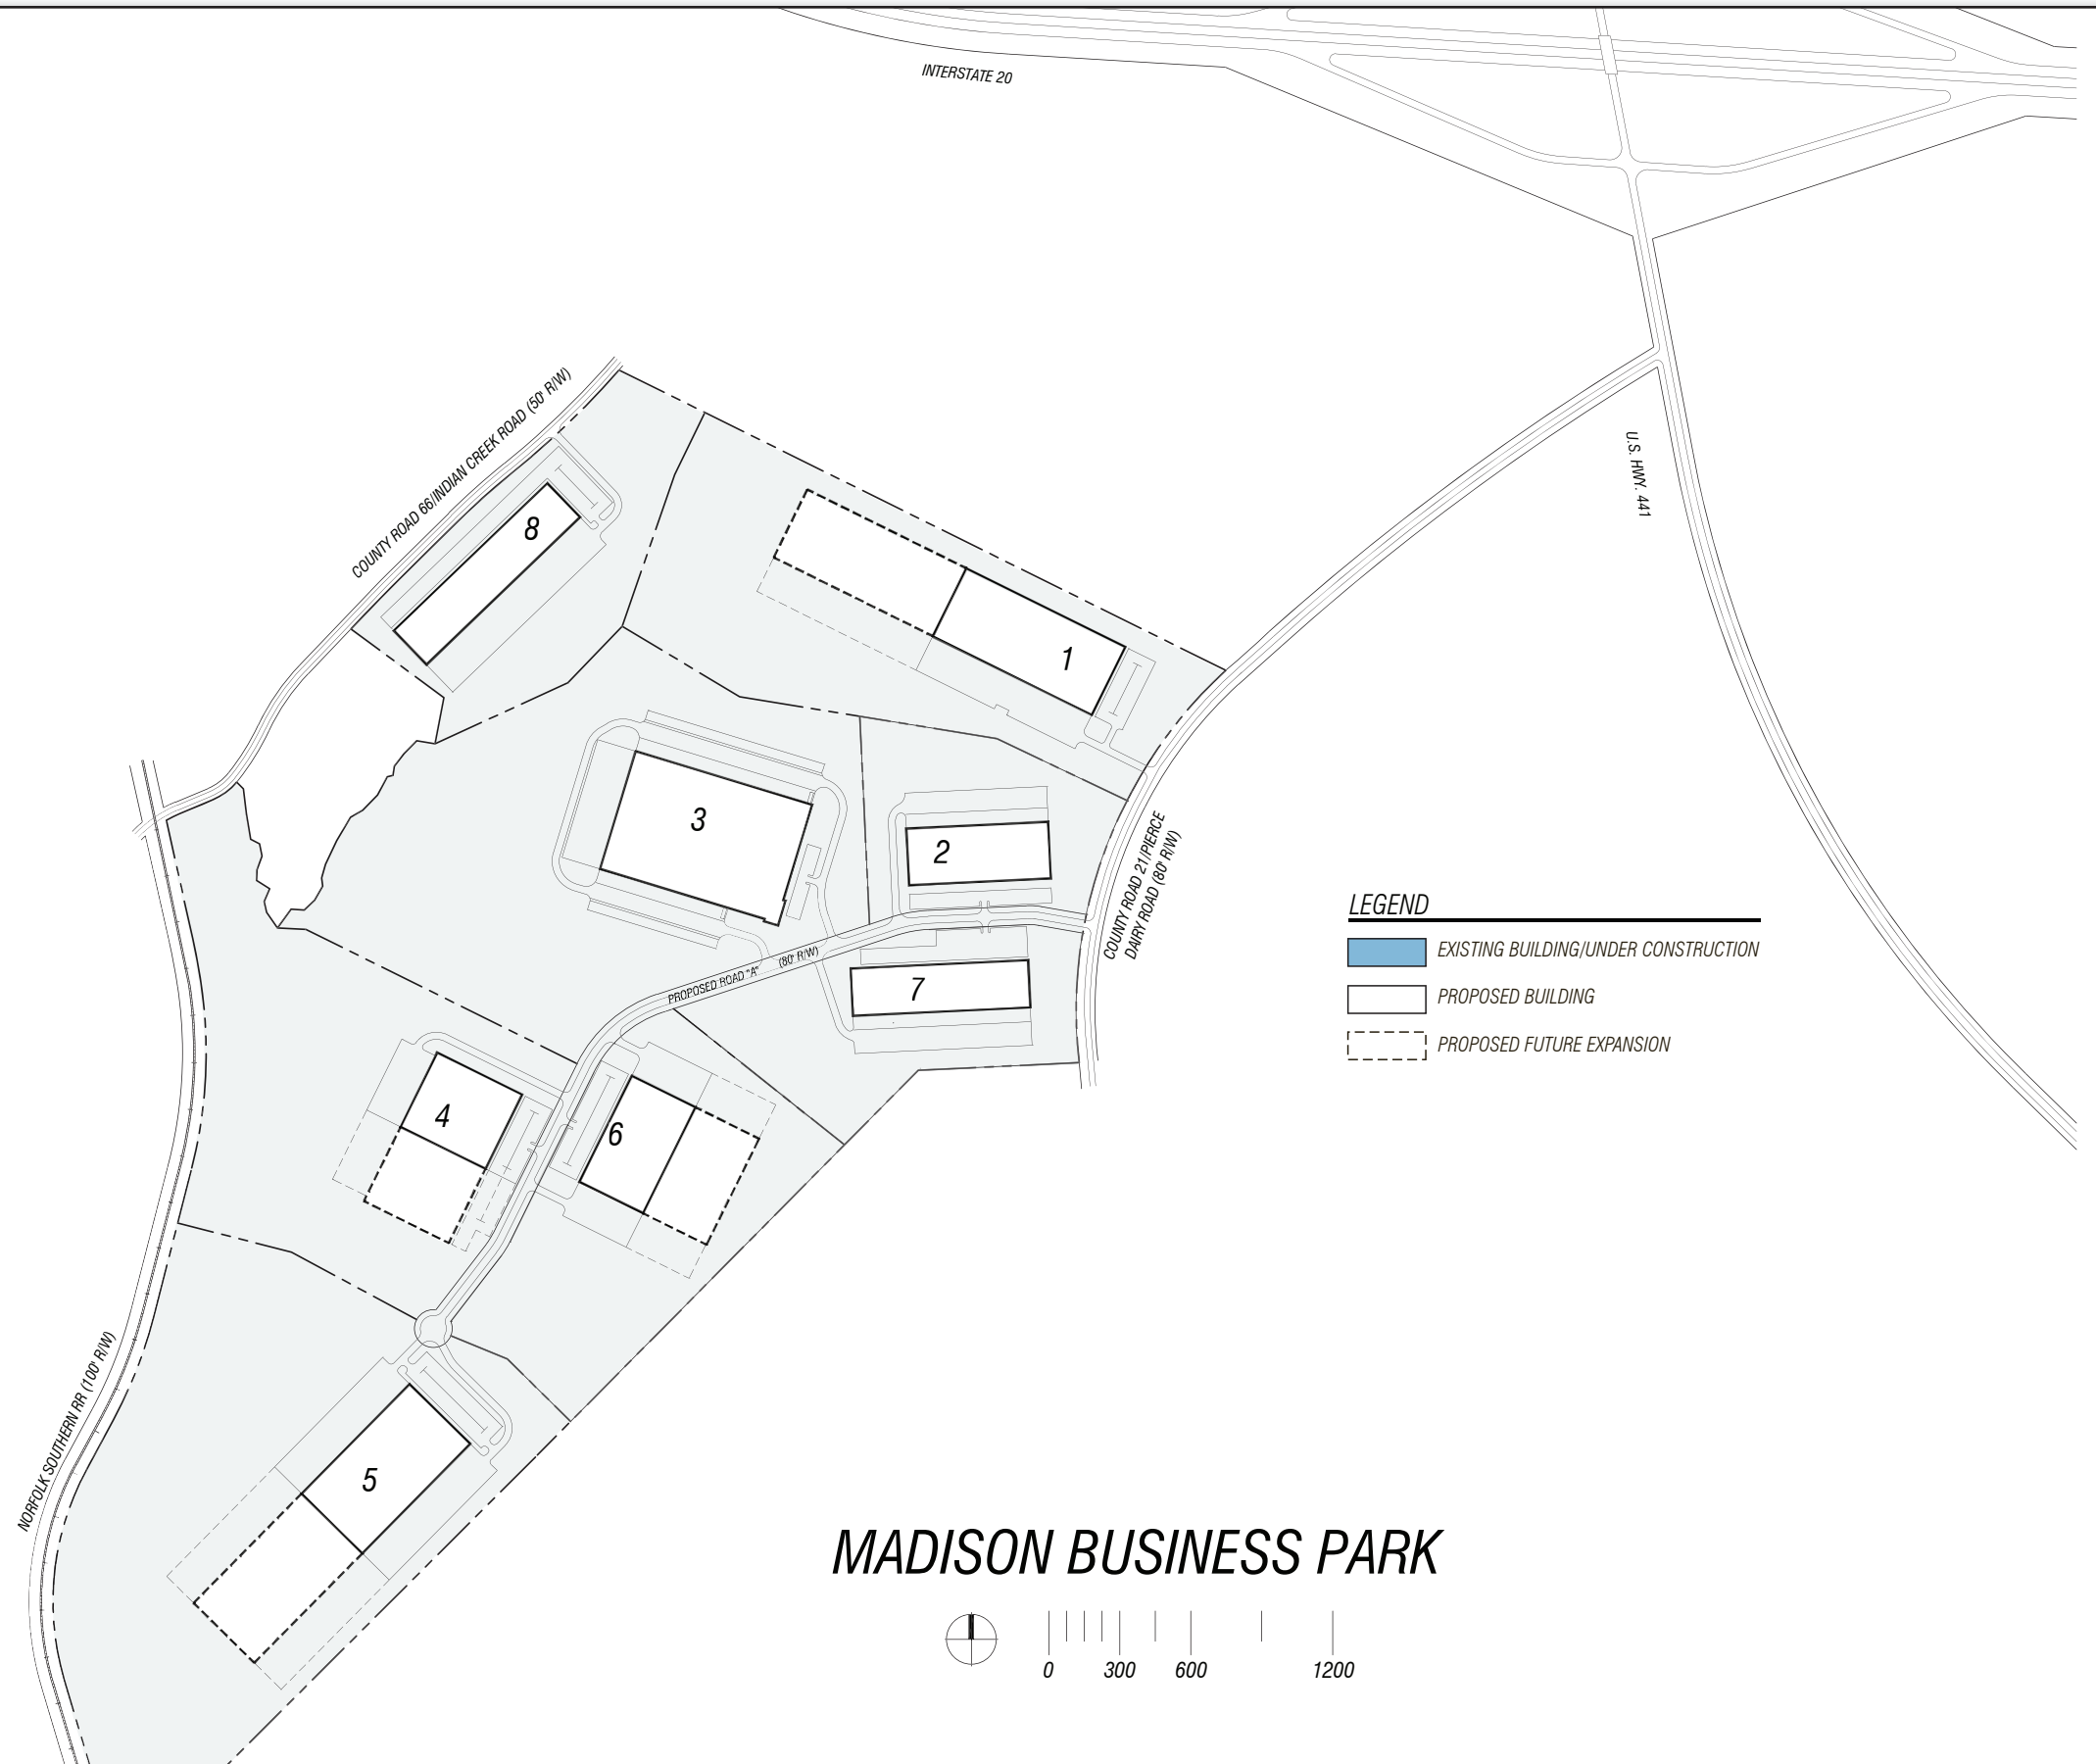 INTERSTATE 20
COUNTY ROAD 66/INDIAN CREEK ROAD (50' R/W)
U.S. HWY. 441
8
1
3
2
COUNTY ROAD 21/PIERCE
DAIRY ROAD (80' R/W)
LEGEND
EXISTING BUILDING/UNDER CONSTRUCTION
PROPOSED BUILDING
PROPOSED FUTURE EXPANSION
PROPOSED ROAD "A" (80' R/W)
7
4
6
NORFOLK SOUTHERN RR (100' R/W)
5
MADISON BUSINESS PARK
0 300 600 1200